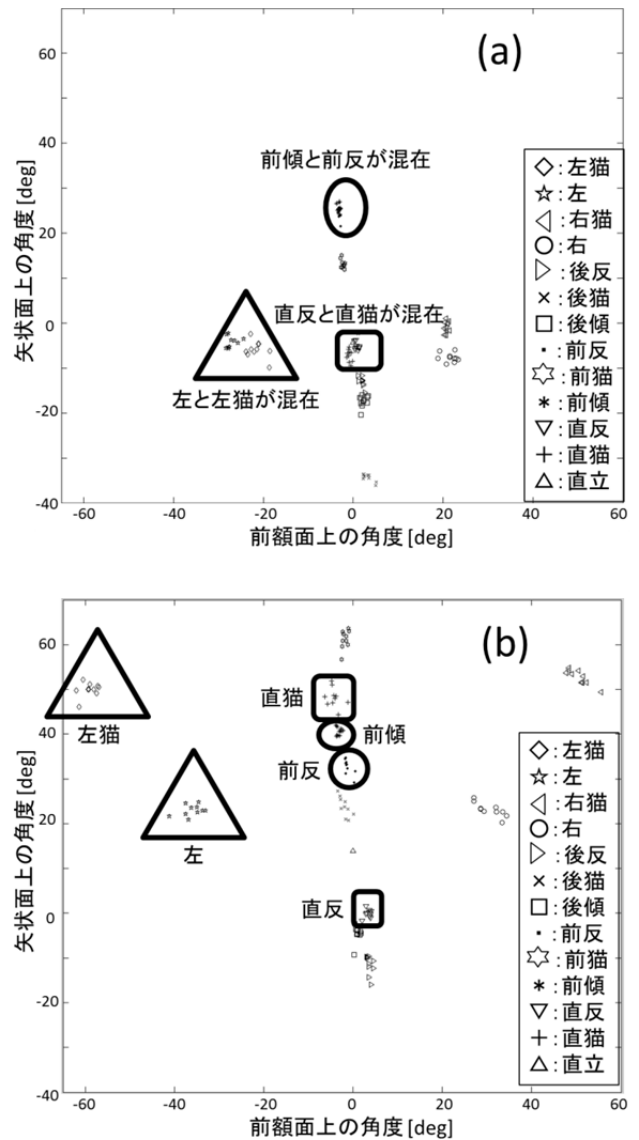 (a)
60
40
20
0
-20
-40
矢状面上の角度[deg]
前傾と前反が混在
直反と直猫が混在
左と左猫が混在
◇:左猫
☆:左
◁:右猫
○:右
▷:後反
×:後猫
□:後傾
・:前反
✡:前猫
*:前傾
▽:直反
+:直猫
△:直立
-60 -40 -20 0 20 40 60
前額面上の角度[deg]
(b)
60
40
20
0
-20
-40
矢状面上の角度[deg]
左猫
直猫
前傾
前反
左
直反
◇:左猫
☆:左
◁:右猫
○:右
▷:後反
×:後猫
□:後傾
・:前反
✡:前猫
*:前傾
▽:直反
+:直猫
△:直立
-60 -40 -20 0 20 40 60
前額面上の角度[deg]